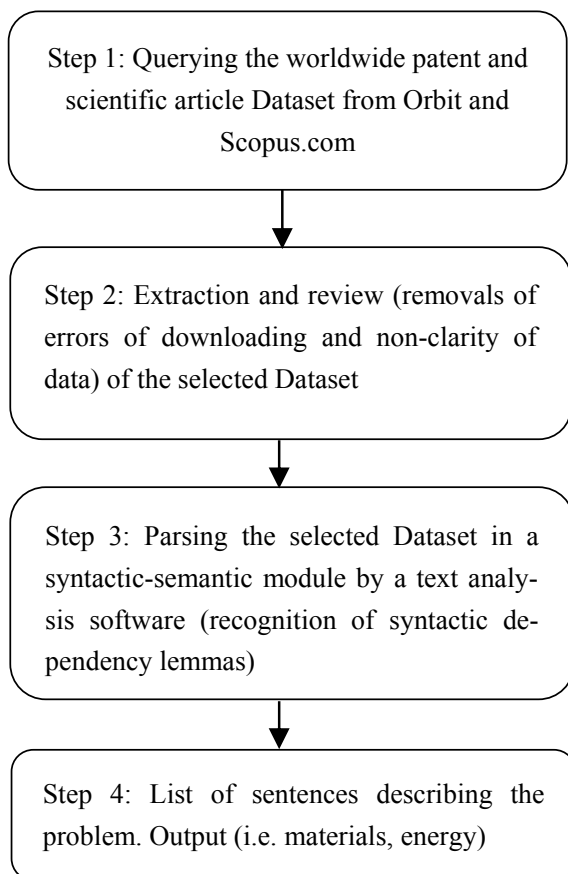 Step 1: Querying the worldwide patent and
scientific article Dataset from Orbit and
Scopus.com
Step 2: Extraction and review (removals of
errors of downloading and non-clarity of
data) of the selected Dataset
Step 3: Parsing the selected Dataset in a
syntactic-semantic module by a text analy-
sis software (recognition of syntactic de-
pendency lemmas)
Step 4: List of sentences describing the
problem. Output (i.e. materials, energy)